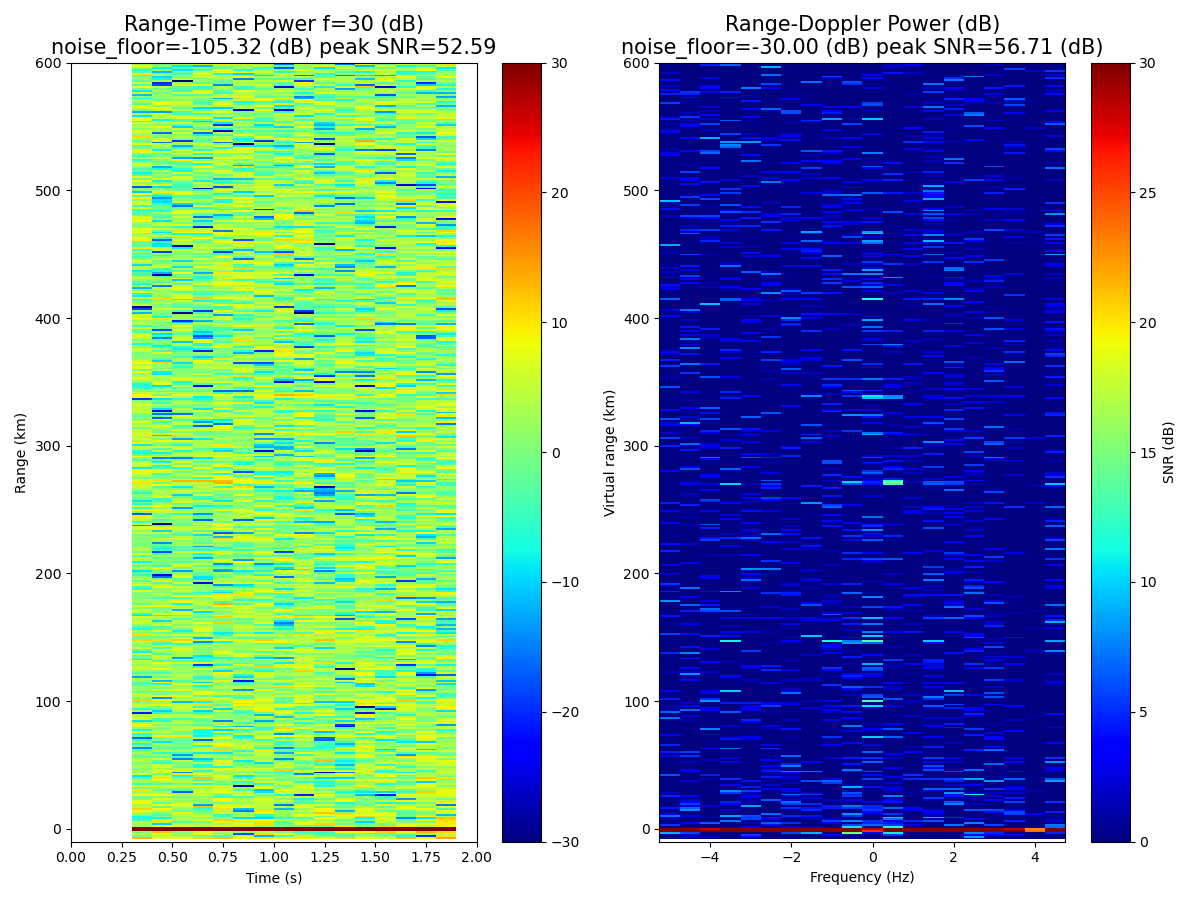 Range-Time Power f=30 (dB)
noise_floor=-105.32 (dB) peak SNR=52.59
Range-Doppler Power (dB)
noise_floor=-30.00 (dB) peak SNR=56.71 (dB)
600
500
400
300
200
100
0
Range (km)
0.00 0.25 0.50 0.75 1.00 1.25 1.50 1.75 2.00
Time (s)
30
20
10
0
−10
−20
−30
600
500
400
300
200
100
0
Virtual range (km)
−4 −2 0 2 4
Frequency (Hz)
30
25
20
15
10
5
0
SNR (dB)